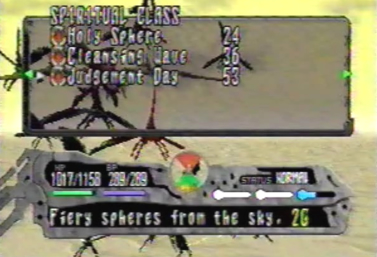 SPIRITUAL CLASS
Holy Sphere 24
Cleansing Wave 36
Judgement Day 53
HP
1017/1158
SP
289/289
STATUS NORMAL
Fiery spheres from the sky. 2G